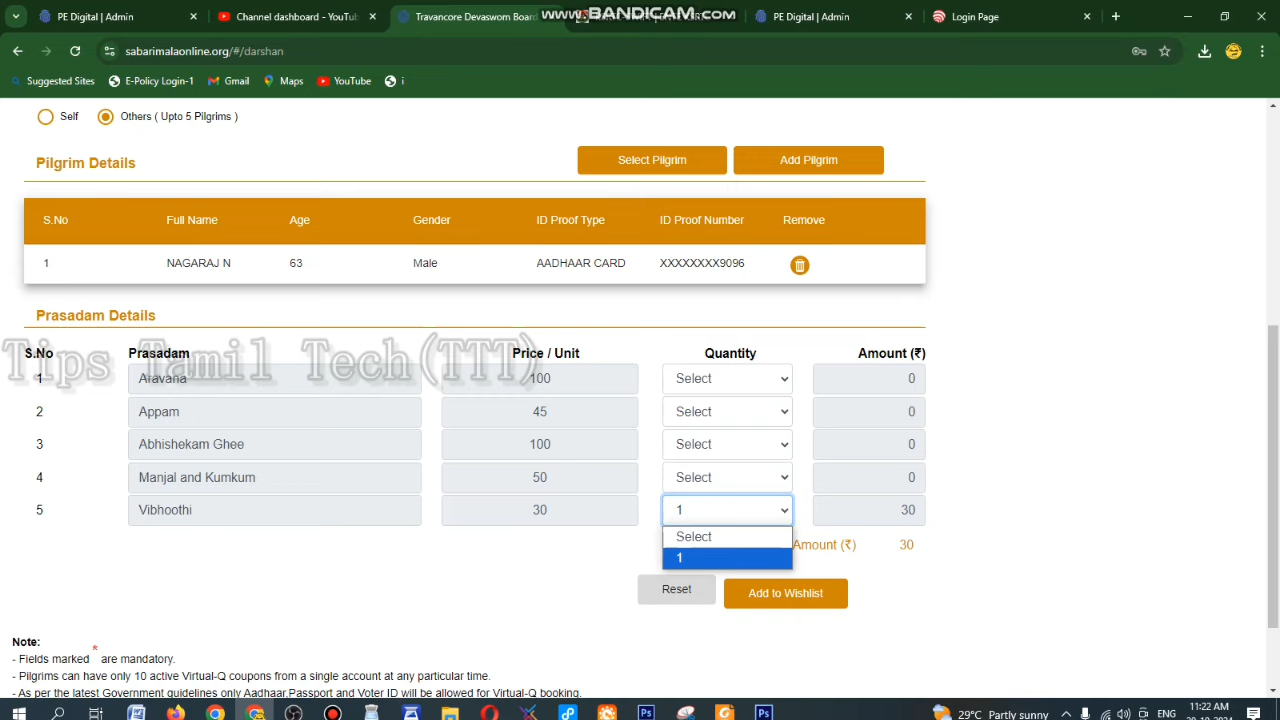 PE Digital | Admin
Channel dashboard - YouTu
Travancore Devaswom Board
WWW.BANDICAM.COM
PE Digital | Admin
Login Page
sabarimalaonline.org/#/darshan
Suggested Sites
E-Policy Login-1
Gmail
Maps
YouTube
i
Self
Others ( Upto 5 Pilgrims )
Pilgrim Details
Select Pilgrim
Add Pilgrim
S.No Full Name Age Gender ID Proof Type ID Proof Number Remove
1 NAGARAJ N 63 Male AADHAAR CARD XXXXXXXX9096
Prasadam Details
Tips Tamil Tech(TTT)
S.No Prasadam Price / Unit Quantity Amount (₹)
1 Aravana 100 Select 0
2 Appam 45 Select 0
3 Abhishekam Ghee 100 Select 0
4 Manjal and Kumkum 50 Select 0
5 Vibhoothi 30 1 30
Select
1
Amount (₹) 30
Reset
Add to Wishlist
Note:
- Fields marked * are mandatory.
- Pilgrims can have only 10 active Virtual-Q coupons from a single account at any particular time.
- As per the latest Government guidelines only Aadhaar,Passport and Voter ID will be allowed for Virtual-Q booking.
29°C Partly sunny
ENG
11:22 AM